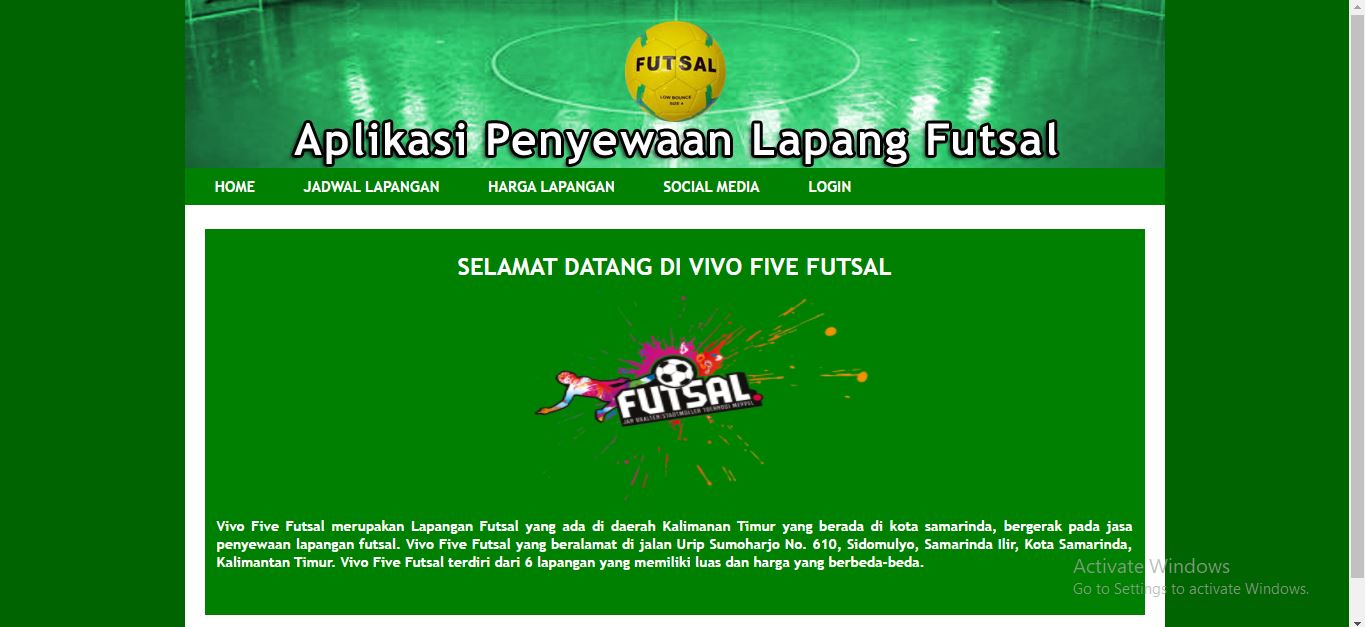 FUTSAL
LOW BOUNCE
SIZE 4
Aplikasi Penyewaan Lapang Futsal
HOME JADWAL LAPANGAN HARGA LAPANGAN SOCIAL MEDIA LOGIN
SELAMAT DATANG DI VIVO FIVE FUTSAL
FUTSAL
Vivo Five Futsal merupakan Lapangan Futsal yang ada di daerah Kalimanan Timur yang berada di kota samarinda, bergerak pada jasa
penyewaan lapangan futsal. Vivo Five Futsal yang beralamat di jalan Urip Sumoharjo No. 610, Sidomulyo, Samarinda Ilir, Kota Samarinda,
Kalimantan Timur. Vivo Five Futsal terdiri dari 6 lapangan yang memiliki luas dan harga yang berbeda-beda.
Activate Windows
Go to Settings to activate Windows.